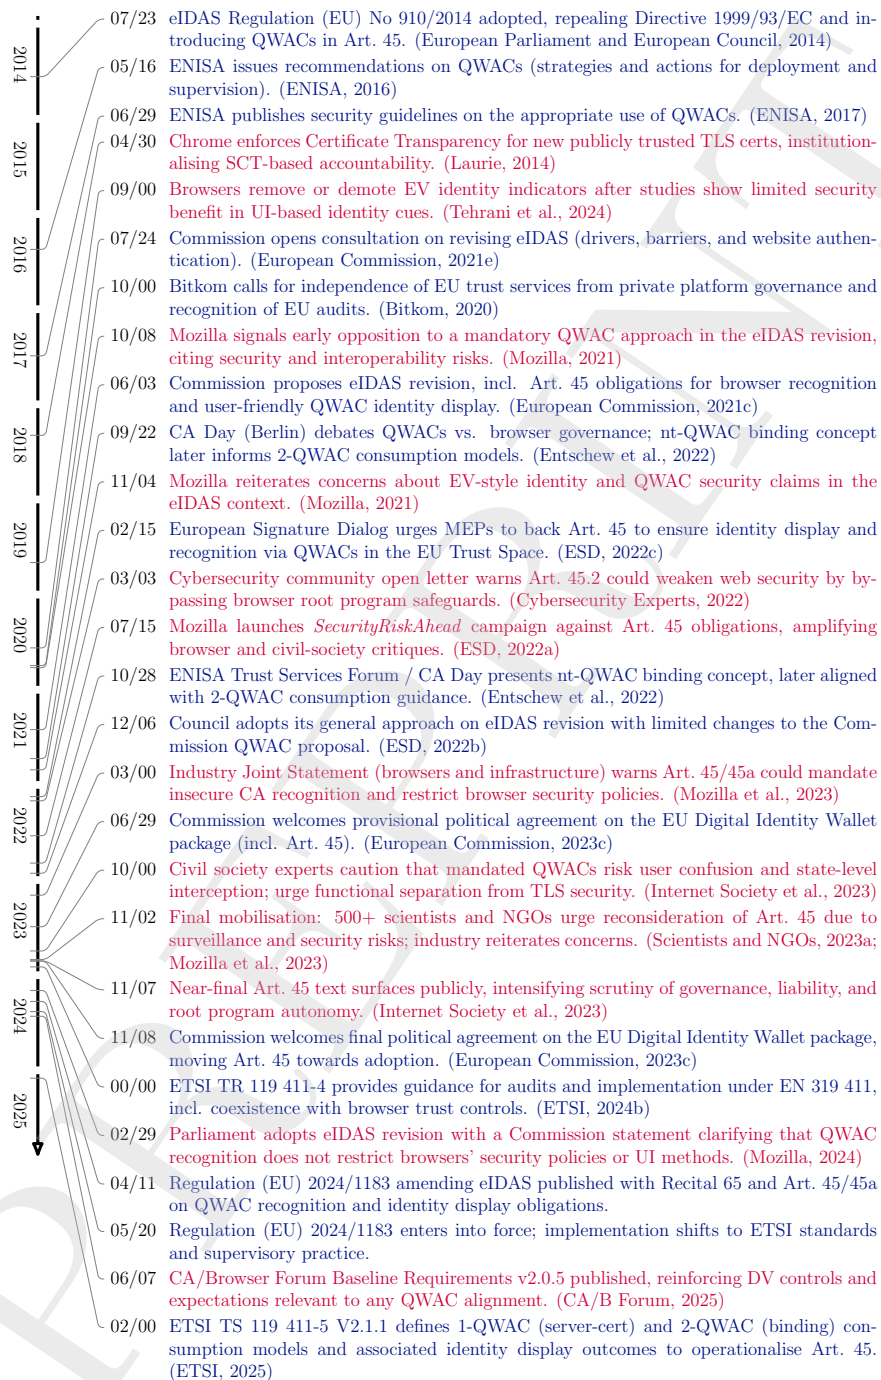 07/23 eIDAS Regulation (EU) No 910/2014 adopted, repealing Directive 1999/93/EC and in-
troducing QWACs in Art. 45. (European Parliament and European Council, 2014)
05/16 ENISA issues recommendations on QWACs (strategies and actions for deployment and
supervision). (ENISA, 2016)
06/29 ENISA publishes security guidelines on the appropriate use of QWACs. (ENISA, 2017)
04/30 Chrome enforces Certificate Transparency for new publicly trusted TLS certs, institution-
alising SCT-based accountability. (Laurie, 2014)
09/00 Browsers remove or demote EV identity indicators after studies show limited security
benefit in UI-based identity cues. (Tehrani et al., 2024)
07/24 Commission opens consultation on revising eIDAS (drivers, barriers, and website authen-
tication). (European Commission, 2021e)
10/00 Bitkom calls for independence of EU trust services from private platform governance and
recognition of EU audits. (Bitkom, 2020)
10/08 Mozilla signals early opposition to a mandatory QWAC approach in the eIDAS revision,
citing security and interoperability risks. (Mozilla, 2021)
06/03 Commission proposes eIDAS revision, incl. Art. 45 obligations for browser recognition
and user-friendly QWAC identity display. (European Commission, 2021c)
09/22 CA Day (Berlin) debates QWACs vs. browser governance; nt-QWAC binding concept
later informs 2-QWAC consumption models. (Entschew et al., 2022)
11/04 Mozilla reiterates concerns about EV-style identity and QWAC security claims in the
eIDAS context. (Mozilla, 2021)
02/15 European Signature Dialog urges MEPs to back Art. 45 to ensure identity display and
recognition via QWACs in the EU Trust Space. (ESD, 2022c)
03/03 Cybersecurity community open letter warns Art. 45.2 could weaken web security by by-
passing browser root program safeguards. (Cybersecurity Experts, 2022)
07/15 Mozilla launches SecurityRiskAhead campaign against Art. 45 obligations, amplifying
browser and civil-society critiques. (ESD, 2022a)
10/28 ENISA Trust Services Forum / CA Day presents nt-QWAC binding concept, later aligned
with 2-QWAC consumption guidance. (Entschew et al., 2022)
12/06 Council adopts its general approach on eIDAS revision with limited changes to the Com-
mission QWAC proposal. (ESD, 2022b)
03/00 Industry Joint Statement (browsers and infrastructure) warns Art. 45/45a could mandate
insecure CA recognition and restrict browser security policies. (Mozilla et al., 2023)
06/29 Commission welcomes provisional political agreement on the EU Digital Identity Wallet
package (incl. Art. 45). (European Commission, 2023c)
10/00 Civil society experts caution that mandated QWACs risk user confusion and state-level
interception; urge functional separation from TLS security. (Internet Society et al., 2023)
11/02 Final mobilisation: 500+ scientists and NGOs urge reconsideration of Art. 45 due to
surveillance and security risks; industry reiterates concerns. (Scientists and NGOs, 2023a;
Mozilla et al., 2023)
11/07 Near-final Art. 45 text surfaces publicly, intensifying scrutiny of governance, liability, and
root program autonomy. (Internet Society et al., 2023)
11/08 Commission welcomes final political agreement on the EU Digital Identity Wallet package,
moving Art. 45 towards adoption. (European Commission, 2023c)
00/00 ETSI TR 119 411-4 provides guidance for audits and implementation under EN 319 411,
incl. coexistence with browser trust controls. (ETSI, 2024b)
02/29 Parliament adopts eIDAS revision with a Commission statement clarifying that QWAC
recognition does not restrict browsers' security policies or UI methods. (Mozilla, 2024)
04/11 Regulation (EU) 2024/1183 amending eIDAS published with Recital 65 and Art. 45/45a
on QWAC recognition and identity display obligations.
05/20 Regulation (EU) 2024/1183 enters into force; implementation shifts to ETSI standards
and supervisory practice.
06/07 CA/Browser Forum Baseline Requirements v2.0.5 published, reinforcing DV controls and
expectations relevant to any QWAC alignment. (CA/B Forum, 2025)
02/00 ETSI TS 119 411-5 V2.1.1 defines 1-QWAC (server-cert) and 2-QWAC (binding) con-
sumption models and associated identity display outcomes to operationalise Art. 45.
(ETSI, 2025)
2014
2015
2016
2017
2018
2019
2020
2021
2022
2023
2024
2025
PREPRINT